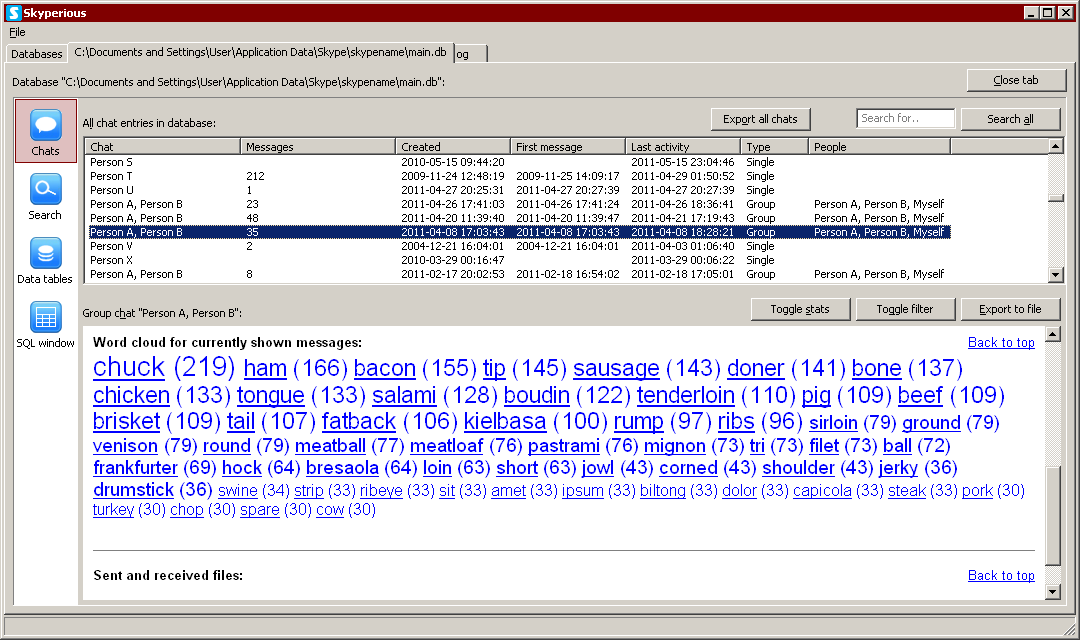 Skyperious
File
Databases C:\Documents and Settings\User\Application Data\Skype\skypename\main.db og
Database "C:\Documents and Settings\User\Application Data\Skype\skypename\main.db":
Close tab
Chats
Search
Data tables
SQL window
All chat entries in database:
Export all chats
Search for..
Search all
Chat Messages Created First message Last activity Type People
Person S 2010-05-15 09:44:20 2011-05-15 23:04:46 Single
Person T 212 2009-11-24 12:48:19 2009-11-25 14:09:17 2011-04-29 01:50:52 Single
Person U 1 2011-04-27 20:25:31 2011-04-27 20:27:39 2011-04-27 20:27:39 Single
Person A, Person B 23 2011-04-26 17:41:03 2011-04-26 17:41:24 2011-04-26 18:36:41 Group Person A, Person B, Myself
Person A, Person B 48 2011-04-20 11:39:40 2011-04-20 11:39:47 2011-04-21 17:19:43 Group Person A, Person B, Myself
Person A, Person B 35 2011-04-08 17:03:43 2011-04-08 17:03:43 2011-04-08 18:28:21 Group Person A, Person B, Myself
Person V 2 2004-12-21 16:04:01 2004-12-21 16:04:01 2011-04-03 01:06:40 Single
Person X 2010-03-29 00:16:47 2011-03-29 00:06:22 Single
Person A, Person B 8 2011-02-17 20:02:53 2011-02-18 16:54:02 2011-02-18 17:05:01 Group Person A, Person B, Myself
Group chat "Person A, Person B":
Toggle stats
Toggle filter
Export to file
Word cloud for currently shown messages: Back to top
chuck (219) ham (166) bacon (155) tip (145) sausage (143) doner (141) bone (137)
chicken (133) tongue (133) salami (128) boudin (122) tenderloin (110) pig (109) beef (109)
brisket (109) tail (107) fatback (106) kielbasa (100) rump (97) ribs (96) sirloin (79) ground (79)
venison (79) round (79) meatball (77) meatloaf (76) pastrami (76) mignon (73) tri (73) filet (73) ball (72)
frankfurter (69) hock (64) bresaola (64) loin (63) short (63) jowl (43) corned (43) shoulder (43) jerky (36)
drumstick (36) swine (34) strip (33) ribeye (33) sit (33) amet (33) ipsum (33) biltong (33) dolor (33) capicola (33) steak (33) pork (30)
turkey (30) chop (30) spare (30) cow (30)
Sent and received files: Back to top